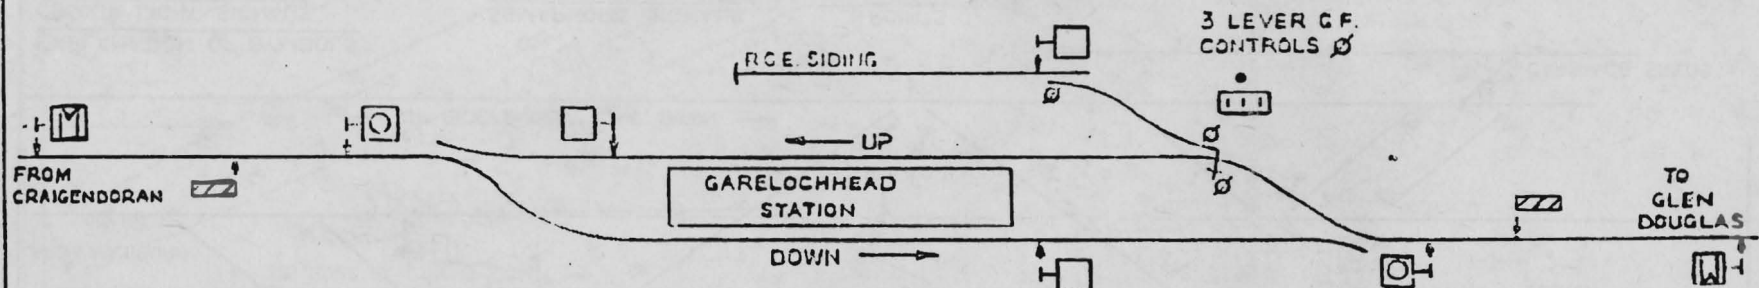 3 LEVER G.F.
CONTROLS Ø
R.C.E. SIDING
Ø
UP
Ø
Ø
FROM
CRAIGENDORAN
GARELOCHHEAD
STATION
TO
GLEN
DOUGLAS
DOWN